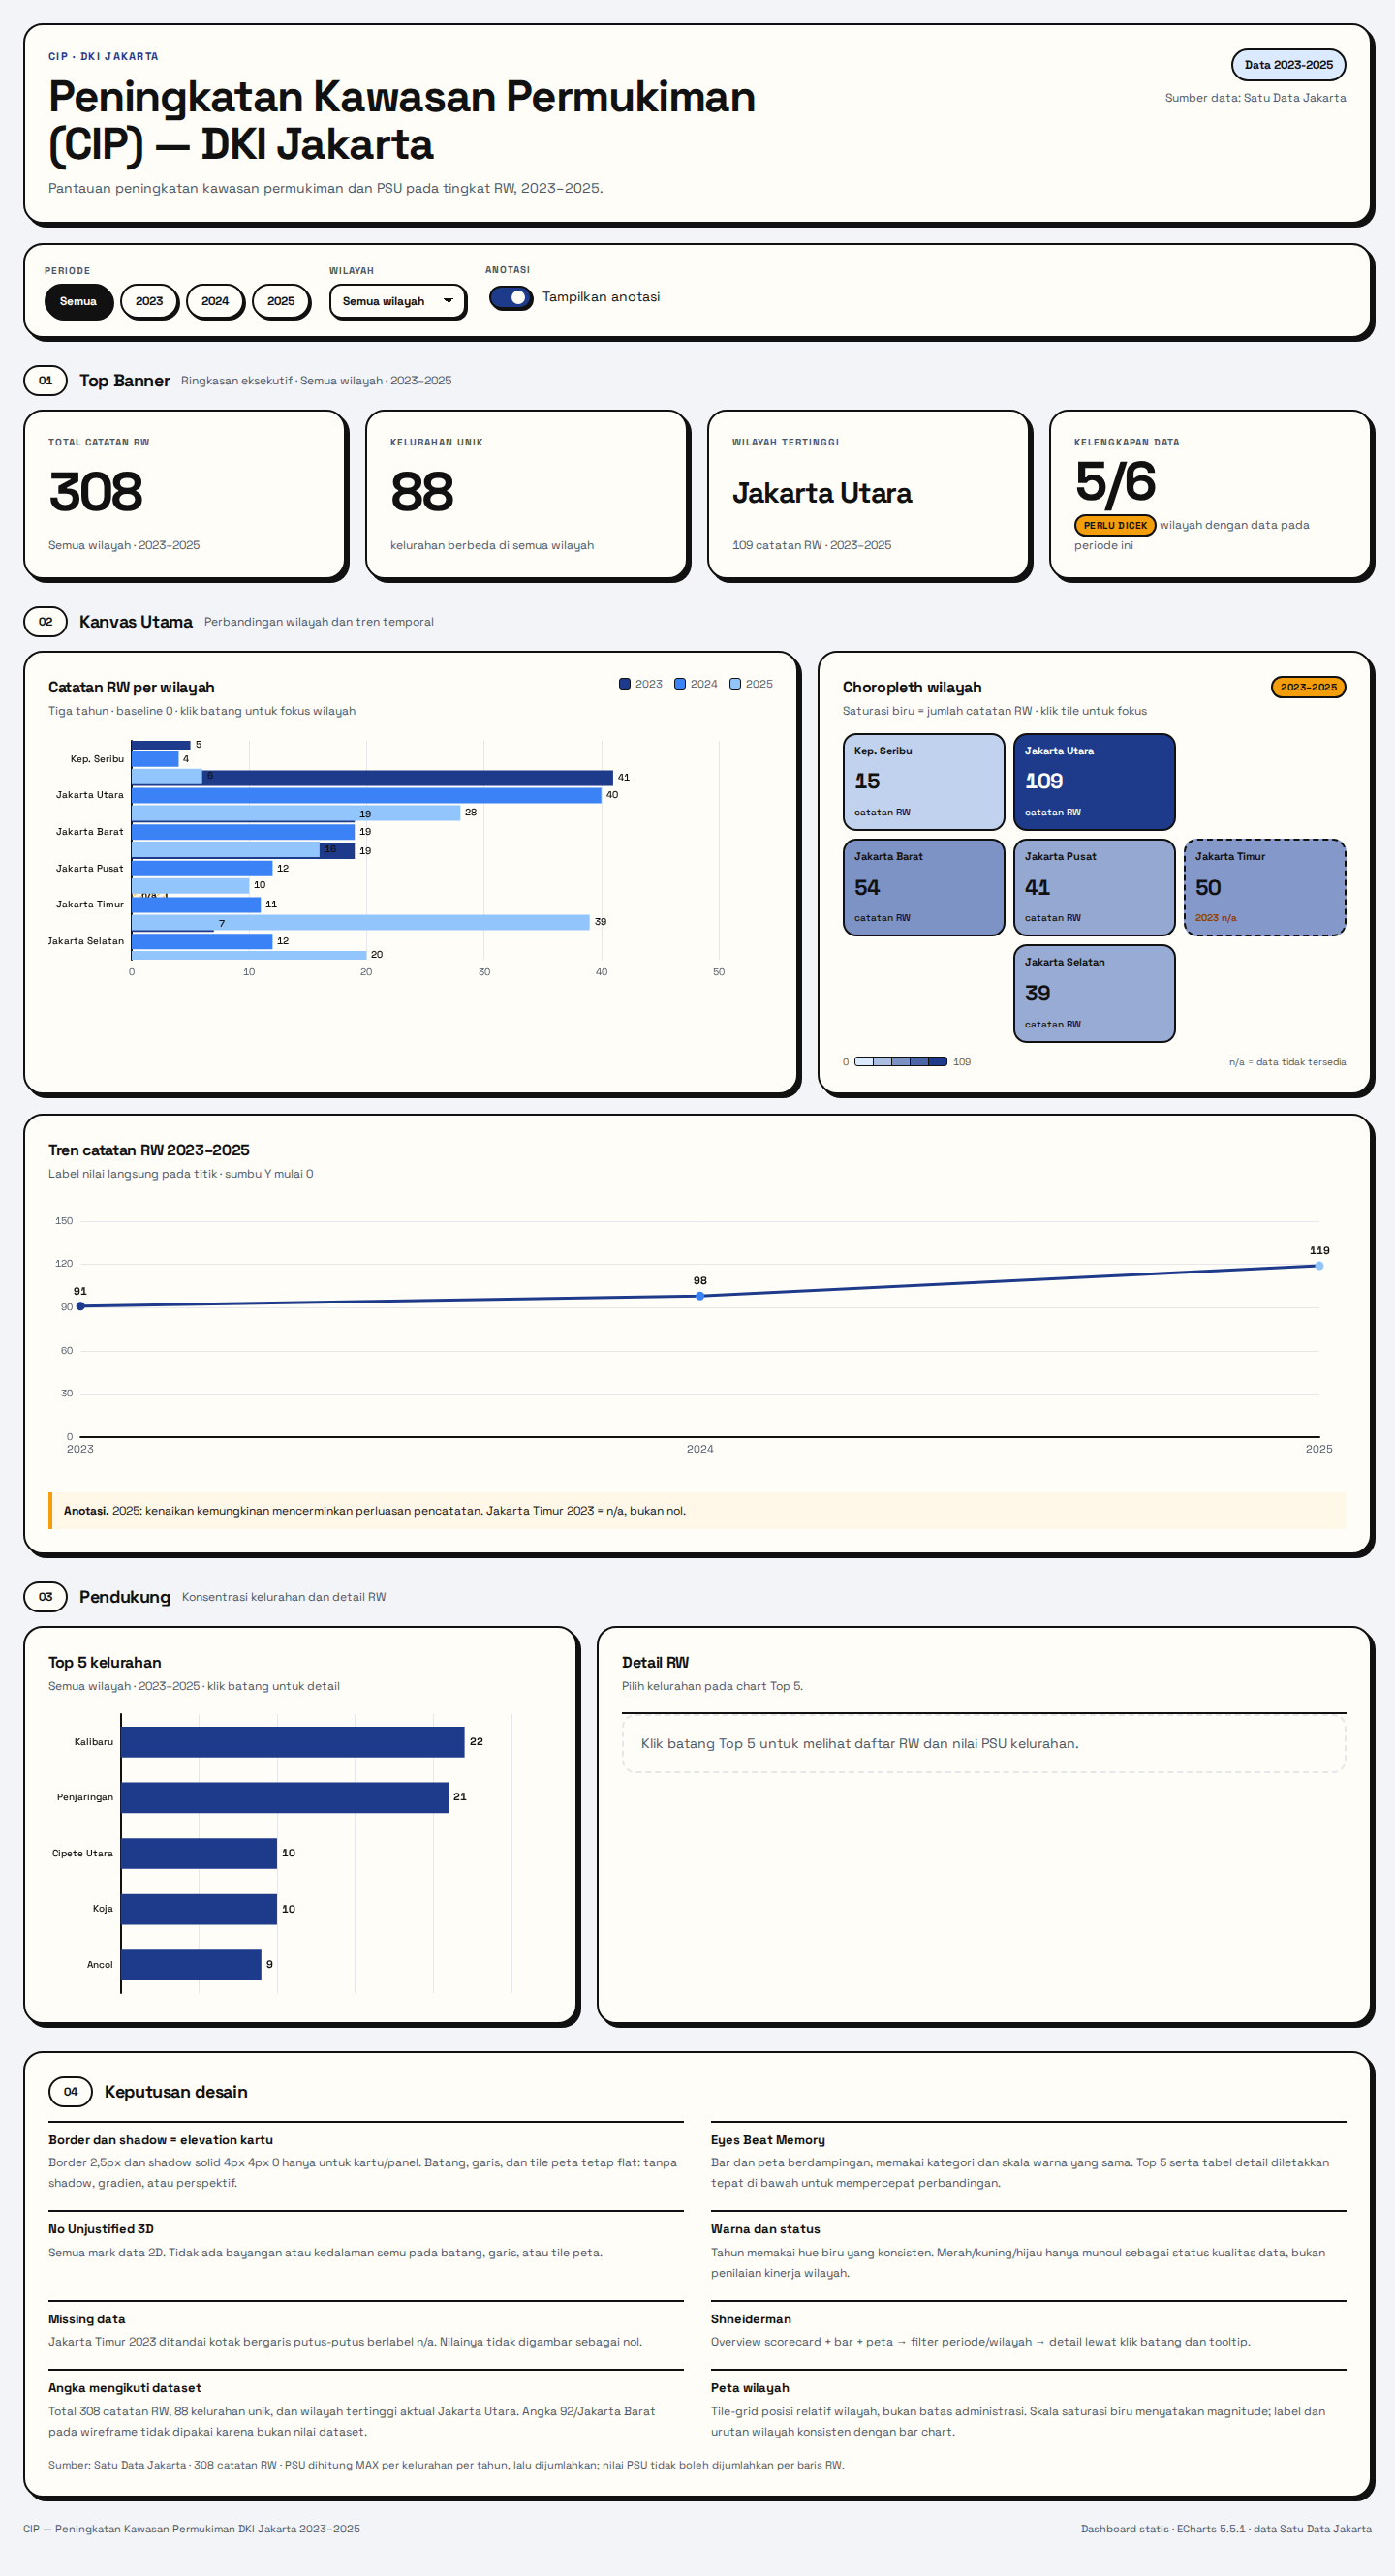 CIP · DKI JAKARTA
Peningkatan Kawasan Permukiman
(CIP) — DKI Jakarta
Pantauan peningkatan kawasan permukiman dan PSU pada tingkat RW, 2023–2025.
Data 2023-2025
Sumber data: Satu Data Jakarta
PERIODE
Semua
2023
2024
2025
WILAYAH
Semua wilayah
ANOTASI
Tampilkan anotasi
01
Top Banner
Ringkasan eksekutif · Semua wilayah · 2023–2025
TOTAL CATATAN RW
308
Semua wilayah · 2023–2025
KELURAHAN UNIK
88
kelurahan berbeda di semua wilayah
WILAYAH TERTINGGI
Jakarta Utara
109 catatan RW · 2023–2025
KELENGKAPAN DATA
5/6
PERLU DICEK wilayah dengan data pada
periode ini
02
Kanvas Utama
Perbandingan wilayah dan tren temporal
Catatan RW per wilayah
2023
2024
2025
Tiga tahun · baseline 0 · klik batang untuk fokus wilayah
5
Kep. Seribu
4
6
41
Jakarta Utara
40
28
19
Jakarta Barat
19
16
19
Jakarta Pusat
12
10
n/a
Jakarta Timur
11
39
7
Jakarta Selatan
12
20
0
10
20
30
40
50
Choropleth wilayah
2023–2025
Saturasi biru = jumlah catatan RW · klik tile untuk fokus
Kep. Seribu
15
catatan RW
Jakarta Utara
109
catatan RW
Jakarta Barat
54
catatan RW
Jakarta Pusat
41
catatan RW
Jakarta Timur
50
2023 n/a
Jakarta Selatan
39
catatan RW
0
109
n/a = data tidak tersedia
Tren catatan RW 2023–2025
Label nilai langsung pada titik · sumbu Y mulai 0
150
120
90
60
30
0
91
98
119
2023
2024
2025
Anotasi. 2025: kenaikan kemungkinan mencerminkan perluasan pencatatan. Jakarta Timur 2023 = n/a, bukan nol.
03
Pendukung
Konsentrasi kelurahan dan detail RW
Top 5 kelurahan
Semua wilayah · 2023–2025 · klik batang untuk detail
Kalibaru
22
Penjaringan
21
Cipete Utara
10
Koja
10
Ancol
9
Detail RW
Pilih kelurahan pada chart Top 5.
Klik batang Top 5 untuk melihat daftar RW dan nilai PSU kelurahan.
04
Keputusan desain
Border dan shadow = elevation kartu
Border 2,5px dan shadow solid 4px 4px 0 hanya untuk kartu/panel. Batang, garis, dan tile peta tetap flat: tanpa
shadow, gradien, atau perspektif.
Eyes Beat Memory
Bar dan peta berdampingan, memakai kategori dan skala warna yang sama. Top 5 serta tabel detail diletakkan
tepat di bawah untuk mempercepat perbandingan.
No Unjustified 3D
Semua mark data 2D. Tidak ada bayangan atau kedalaman semu pada batang, garis, atau tile peta.
Warna dan status
Tahun memakai hue biru yang konsisten. Merah/kuning/hijau hanya muncul sebagai status kualitas data, bukan
penilaian kinerja wilayah.
Missing data
Jakarta Timur 2023 ditandai kotak bergaris putus-putus berlabel n/a. Nilainya tidak digambar sebagai nol.
Shneiderman
Overview scorecard + bar + peta → filter periode/wilayah → detail lewat klik batang dan tooltip.
Angka mengikuti dataset
Total 308 catatan RW, 88 kelurahan unik, dan wilayah tertinggi aktual Jakarta Utara. Angka 92/Jakarta Barat
pada wireframe tidak dipakai karena bukan nilai dataset.
Peta wilayah
Tile-grid posisi relatif wilayah, bukan batas administrasi. Skala saturasi biru menyatakan magnitude; label dan
urutan wilayah konsisten dengan bar chart.
Sumber: Satu Data Jakarta · 308 catatan RW · PSU dihitung MAX per kelurahan per tahun, lalu dijumlahkan; nilai PSU tidak boleh dijumlahkan per baris RW.
CIP — Peningkatan Kawasan Permukiman DKI Jakarta 2023–2025
Dashboard statis · ECharts 5.5.1 · data Satu Data Jakarta